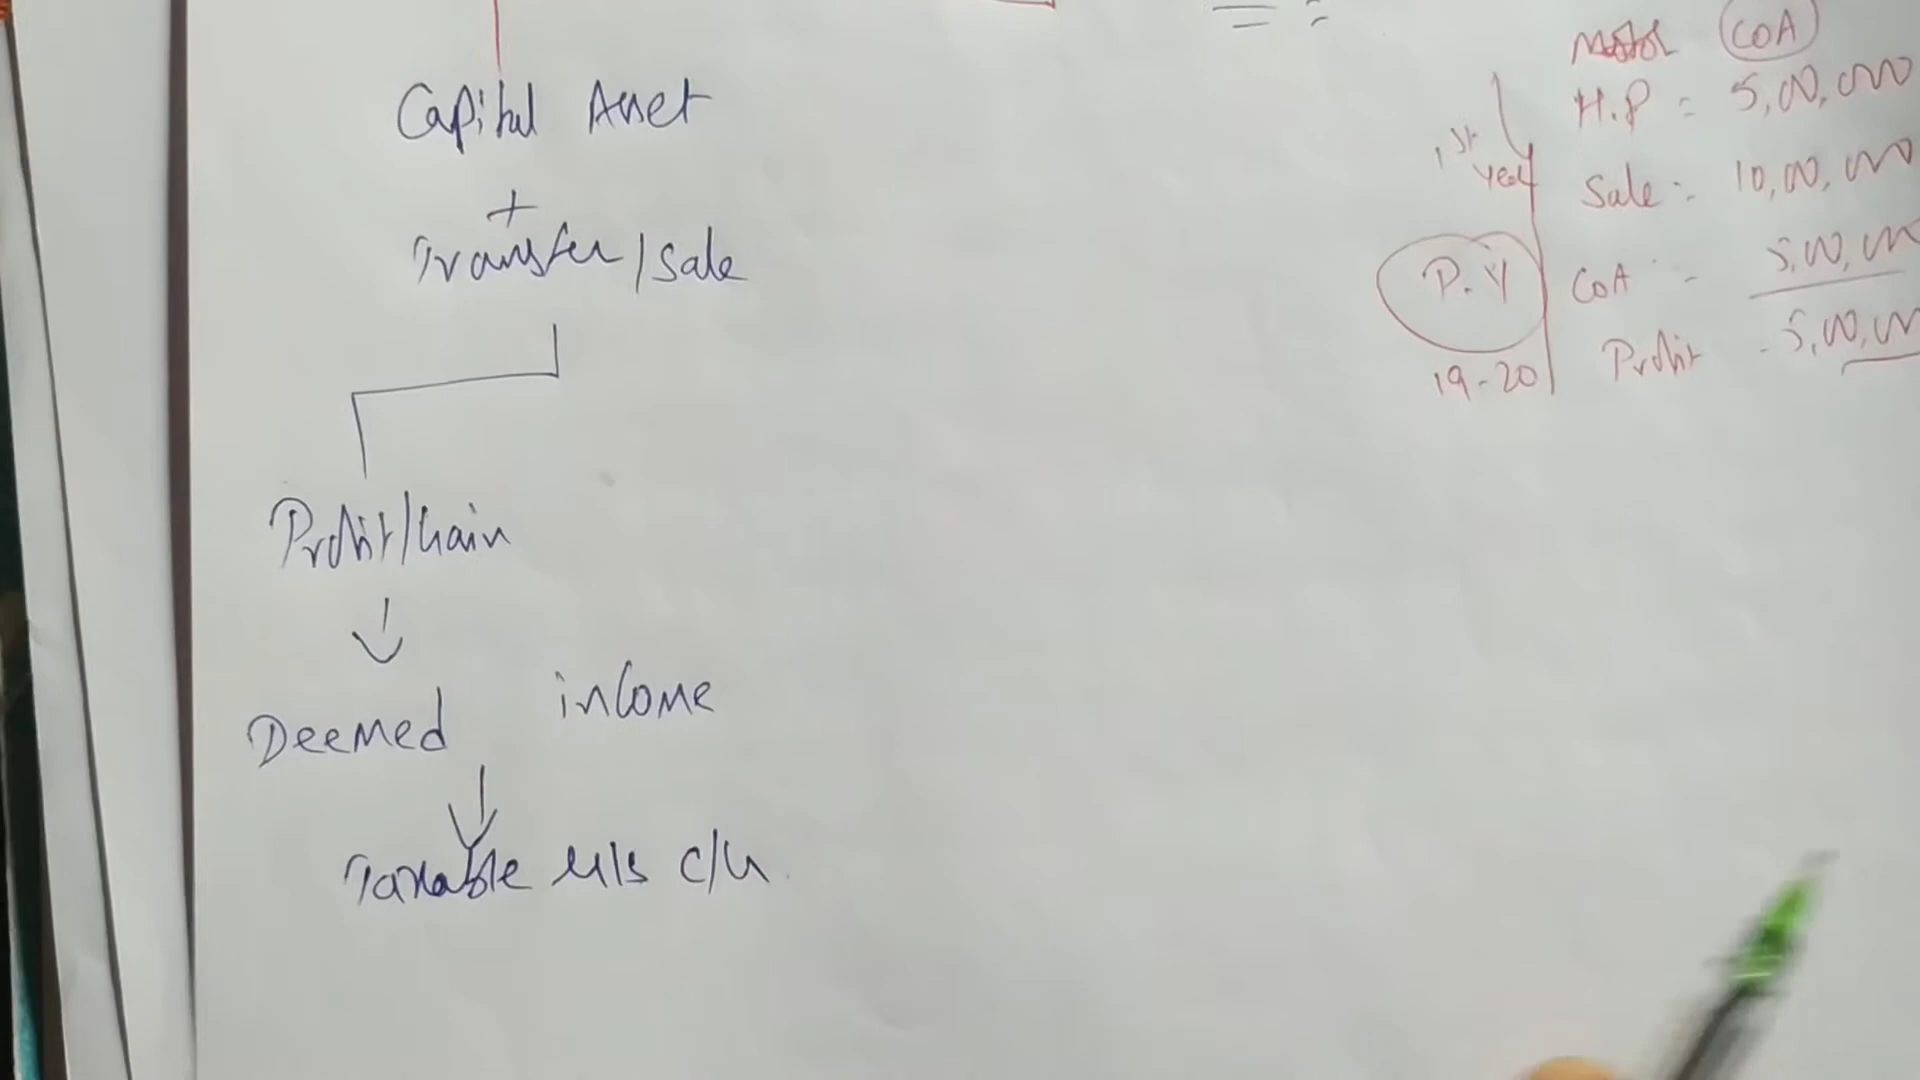 Capital Asset
+
Transfer/Sale
Profit/Gain
Deemed income
Taxable u/s C/G
Motor COA
H.P = 5,00,000
1st year
Sale - 10,00,000
P.Y
19-20
COA - 5,00,000
Profit - 5,00,000